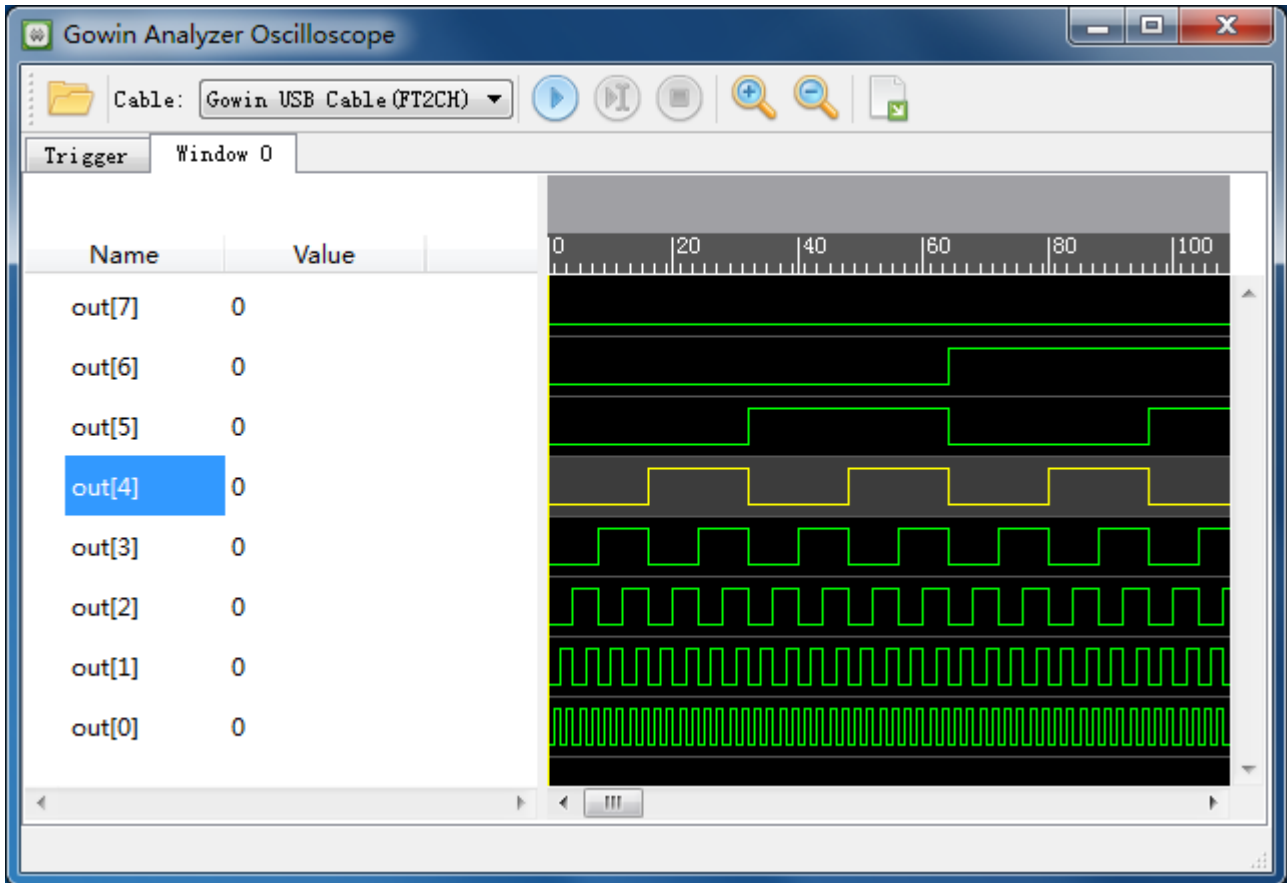 Gowin Analyzer Oscilloscope
Cable: Gowin USB Cable(FT2CH)
Trigger Window 0
Name Value 0 20 40 60 80 100
out[7] 0
out[6] 0
out[5] 0
out[4] 0
out[3] 0
out[2] 0
out[1] 0
out[0] 0